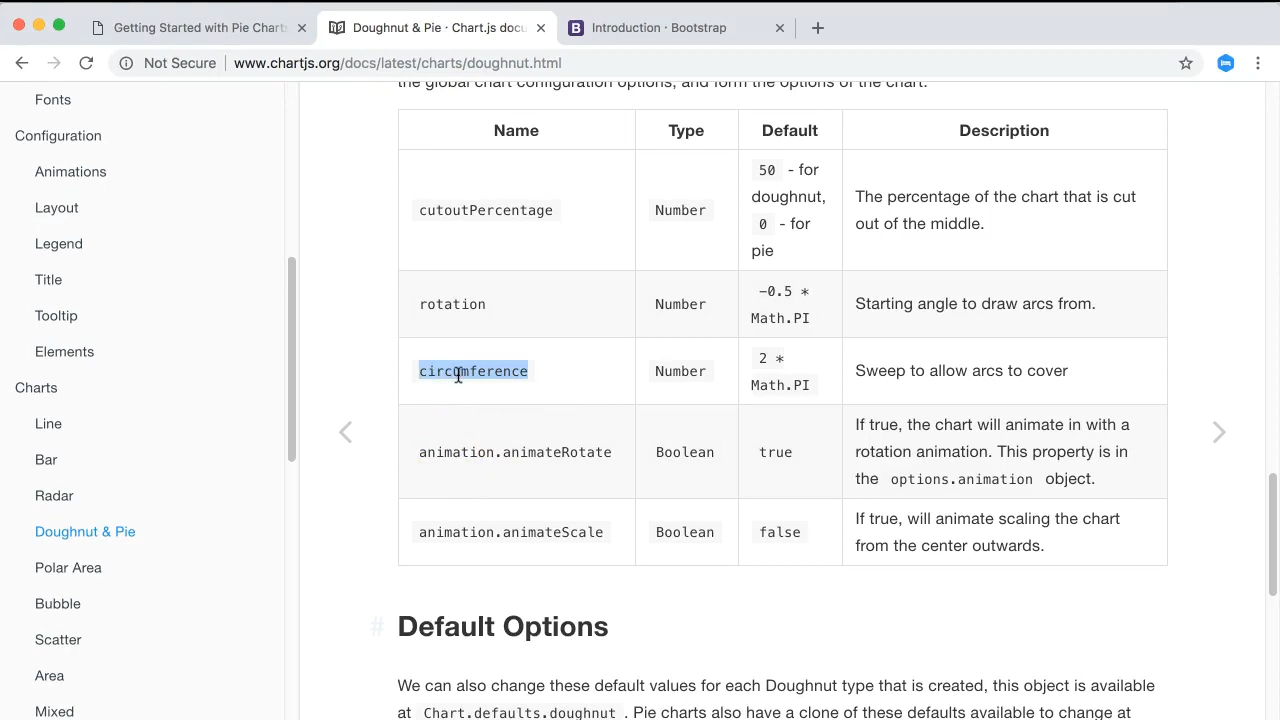 Getting Started with Pie Charts
Doughnut & Pie · Chart.js docu
Introduction · Bootstrap
Not Secure
www.chartjs.org/docs/latest/charts/doughnut.html
Fonts
Configuration
Animations
Layout
Legend
Title
Tooltip
Elements
Charts
Line
Bar
Radar
Doughnut & Pie
Polar Area
Bubble
Scatter
Area
Mixed
the global chart configuration options, and form the options of the chart.
Name Type Default Description
cutoutPercentage
Number
50 - for
doughnut,
0 - for
pie
The percentage of the chart that is cut
out of the middle.
rotation
Number
-0.5 *
Math.PI
Starting angle to draw arcs from.
circumference
Number
2 *
Math.PI
Sweep to allow arcs to cover
animation.animateRotate
Boolean
true
If true, the chart will animate in with a
rotation animation. This property is in
the options.animation object.
animation.animateScale
Boolean
false
If true, will animate scaling the chart
from the center outwards.
# Default Options
We can also change these default values for each Doughnut type that is created, this object is available
at Chart.defaults.doughnut . Pie charts also have a clone of these defaults available to change at